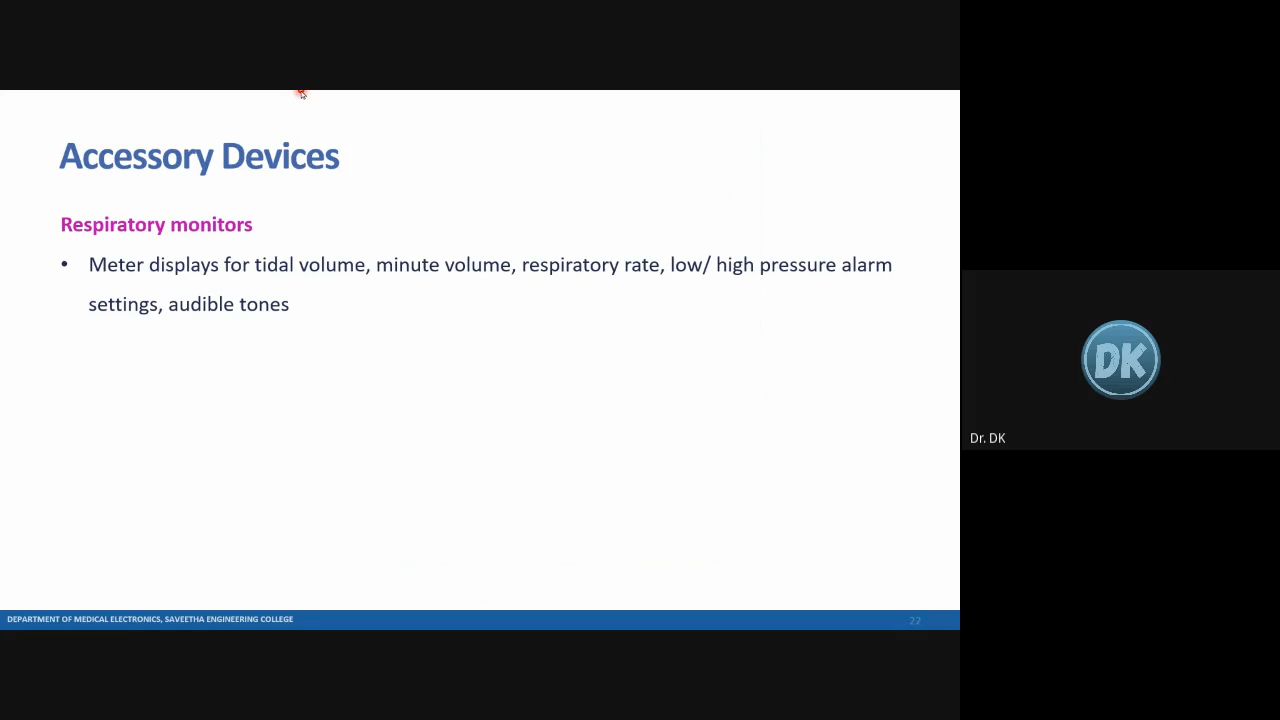 Accessory Devices
Respiratory monitors
• Meter displays for tidal volume, minute volume, respiratory rate, low/ high pressure alarm
settings, audible tones
DEPARTMENT OF MEDICAL ELECTRONICS, SAVEETHA ENGINEERING COLLEGE
22
DK
Dr. DK